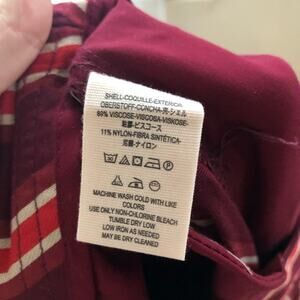 SHELL-COQUILLE-EXTERIOR
OBERSTOFF-CONCHA-壳-シェル
89% VISCOSE-VISCOSA-VISKOSE-
粘膠-ビスコース
11% NYLON-FIBRA SINTÉTICA-
尼龍-ナイロン
MACHINE WASH COLD WITH LIKE
COLORS
USE ONLY NON-CHLORINE BLEACH
TUMBLE DRY LOW
LOW IRON AS NEEDED
MAY BE DRY CLEANED